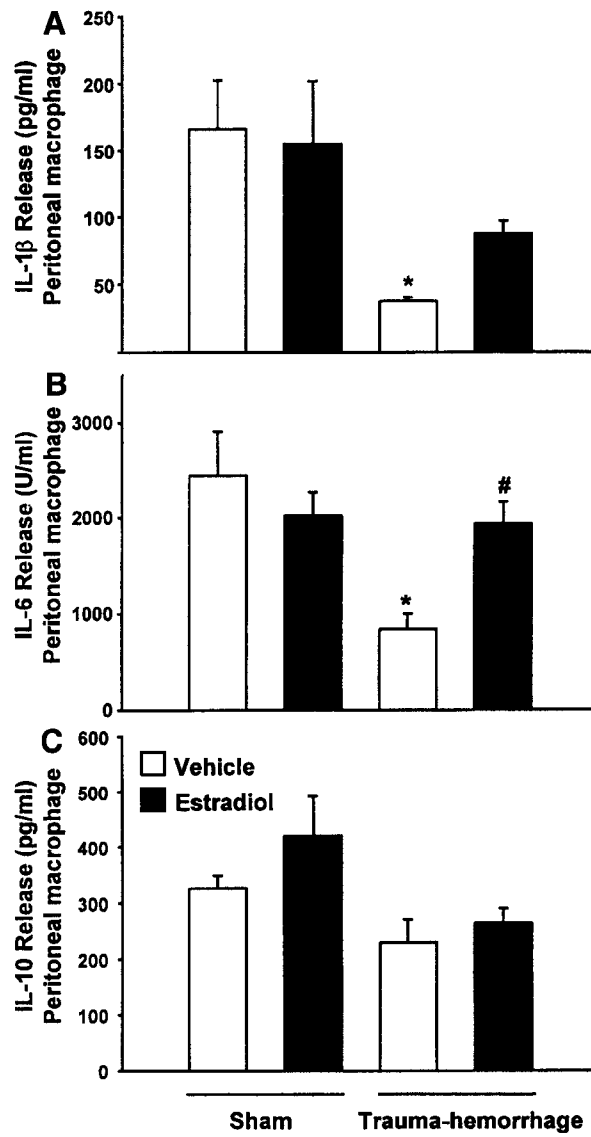 A
IL-1β Release (pg/ml)
Peritoneal macrophage
250
200
150
100
50
*
B
IL-6 Release (U/ml)
Peritoneal macrophage
3000
2000
1000
0
*
#
C
IL-10 Release (pg/ml)
Peritoneal macrophage
600
500
400
300
200
100
0
Vehicle
Estradiol
Sham
Trauma-hemorrhage